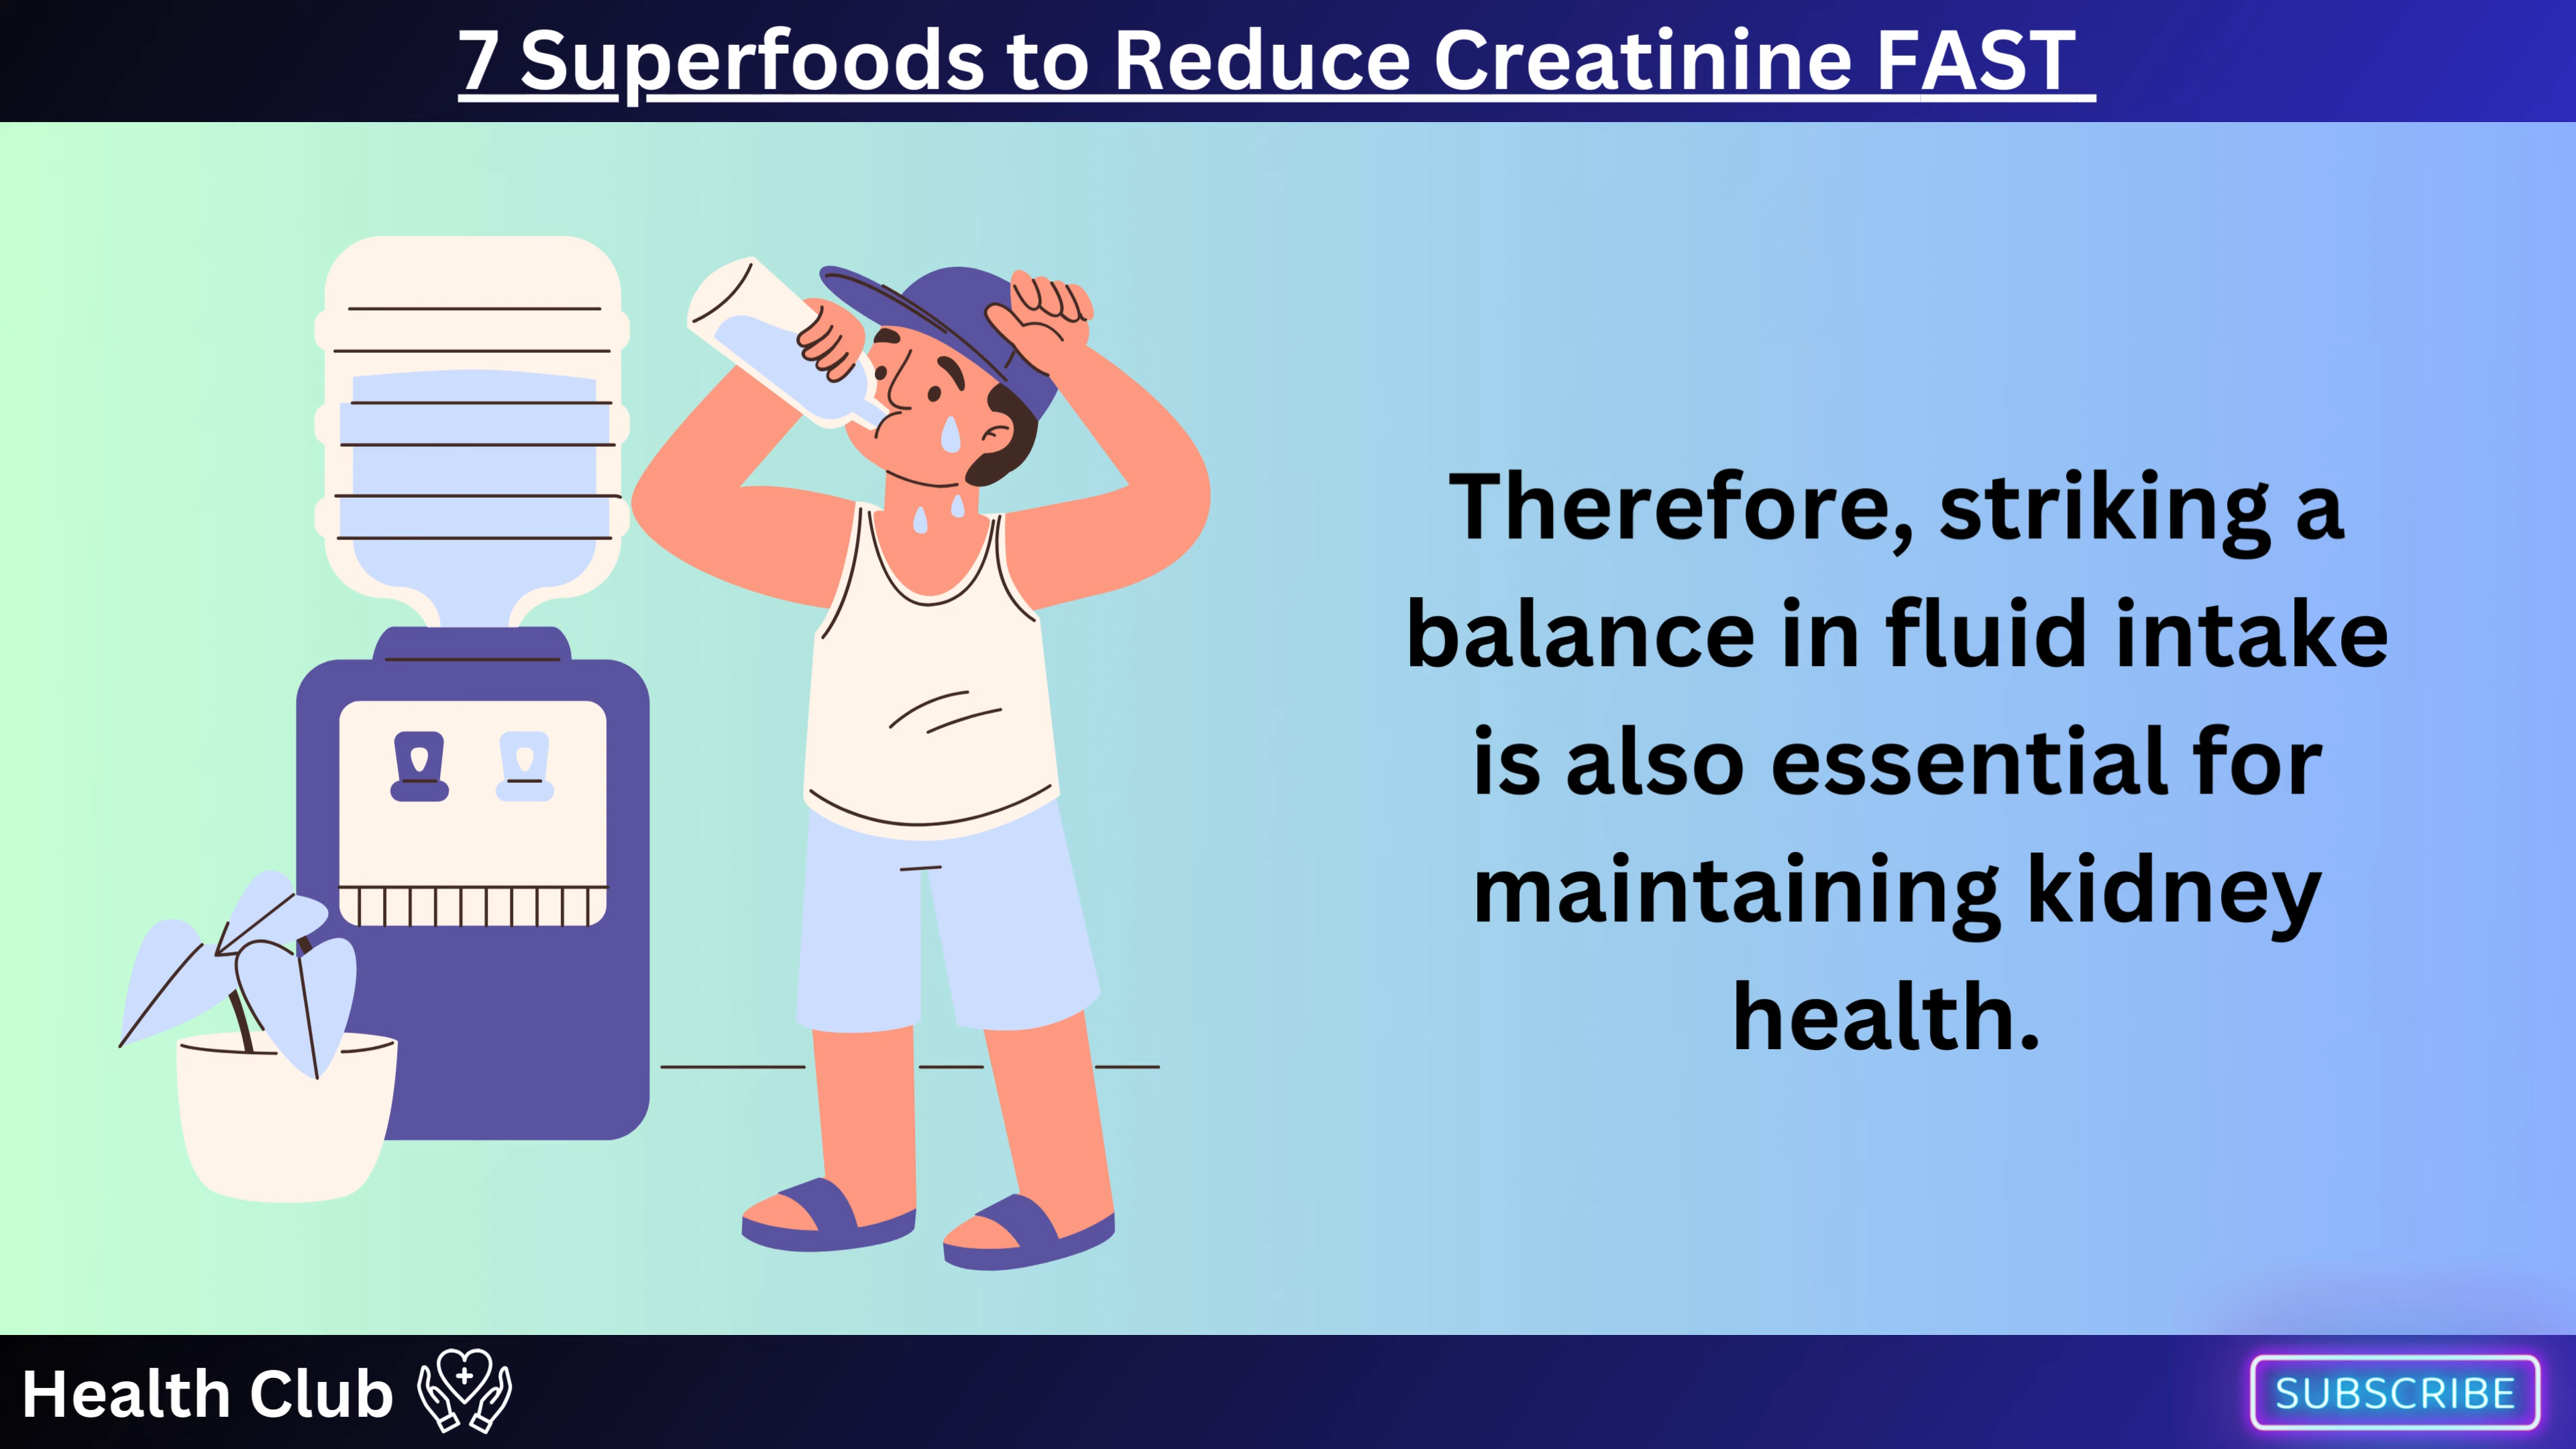 7 Superfoods to Reduce Creatinine FAST
Therefore, striking a
balance in fluid intake
is also essential for
maintaining kidney
health.
Health Club
SUBSCRIBE